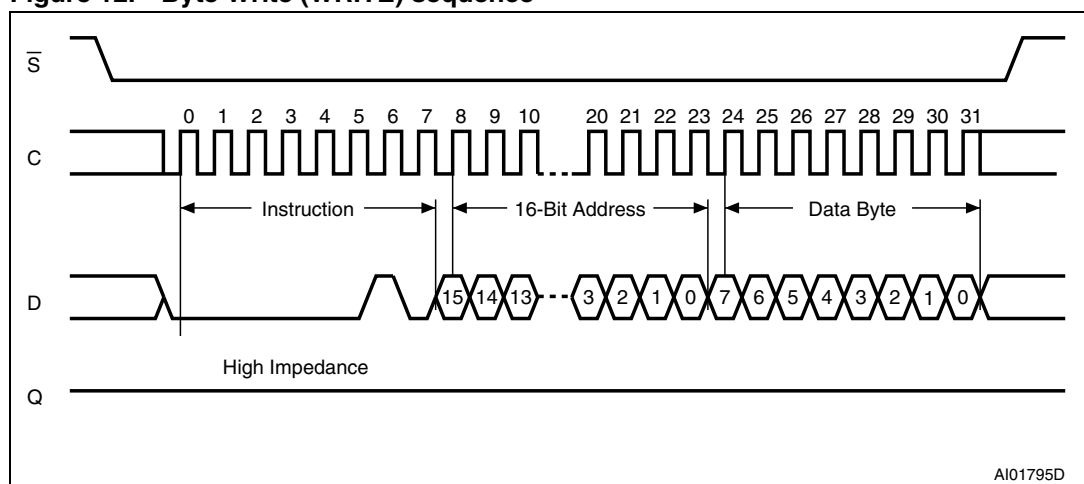 Figure 12. Byte Write (WRITE) sequence
S
0 1 2 3 4 5 6 7 8 9 10 20 21 22 23 24 25 26 27 28 29 30 31
C
Instruction 16-Bit Address Data Byte
D 15 14 13 3 2 1 0 7 6 5 4 3 2 1 0
High Impedance
Q
AI01795D